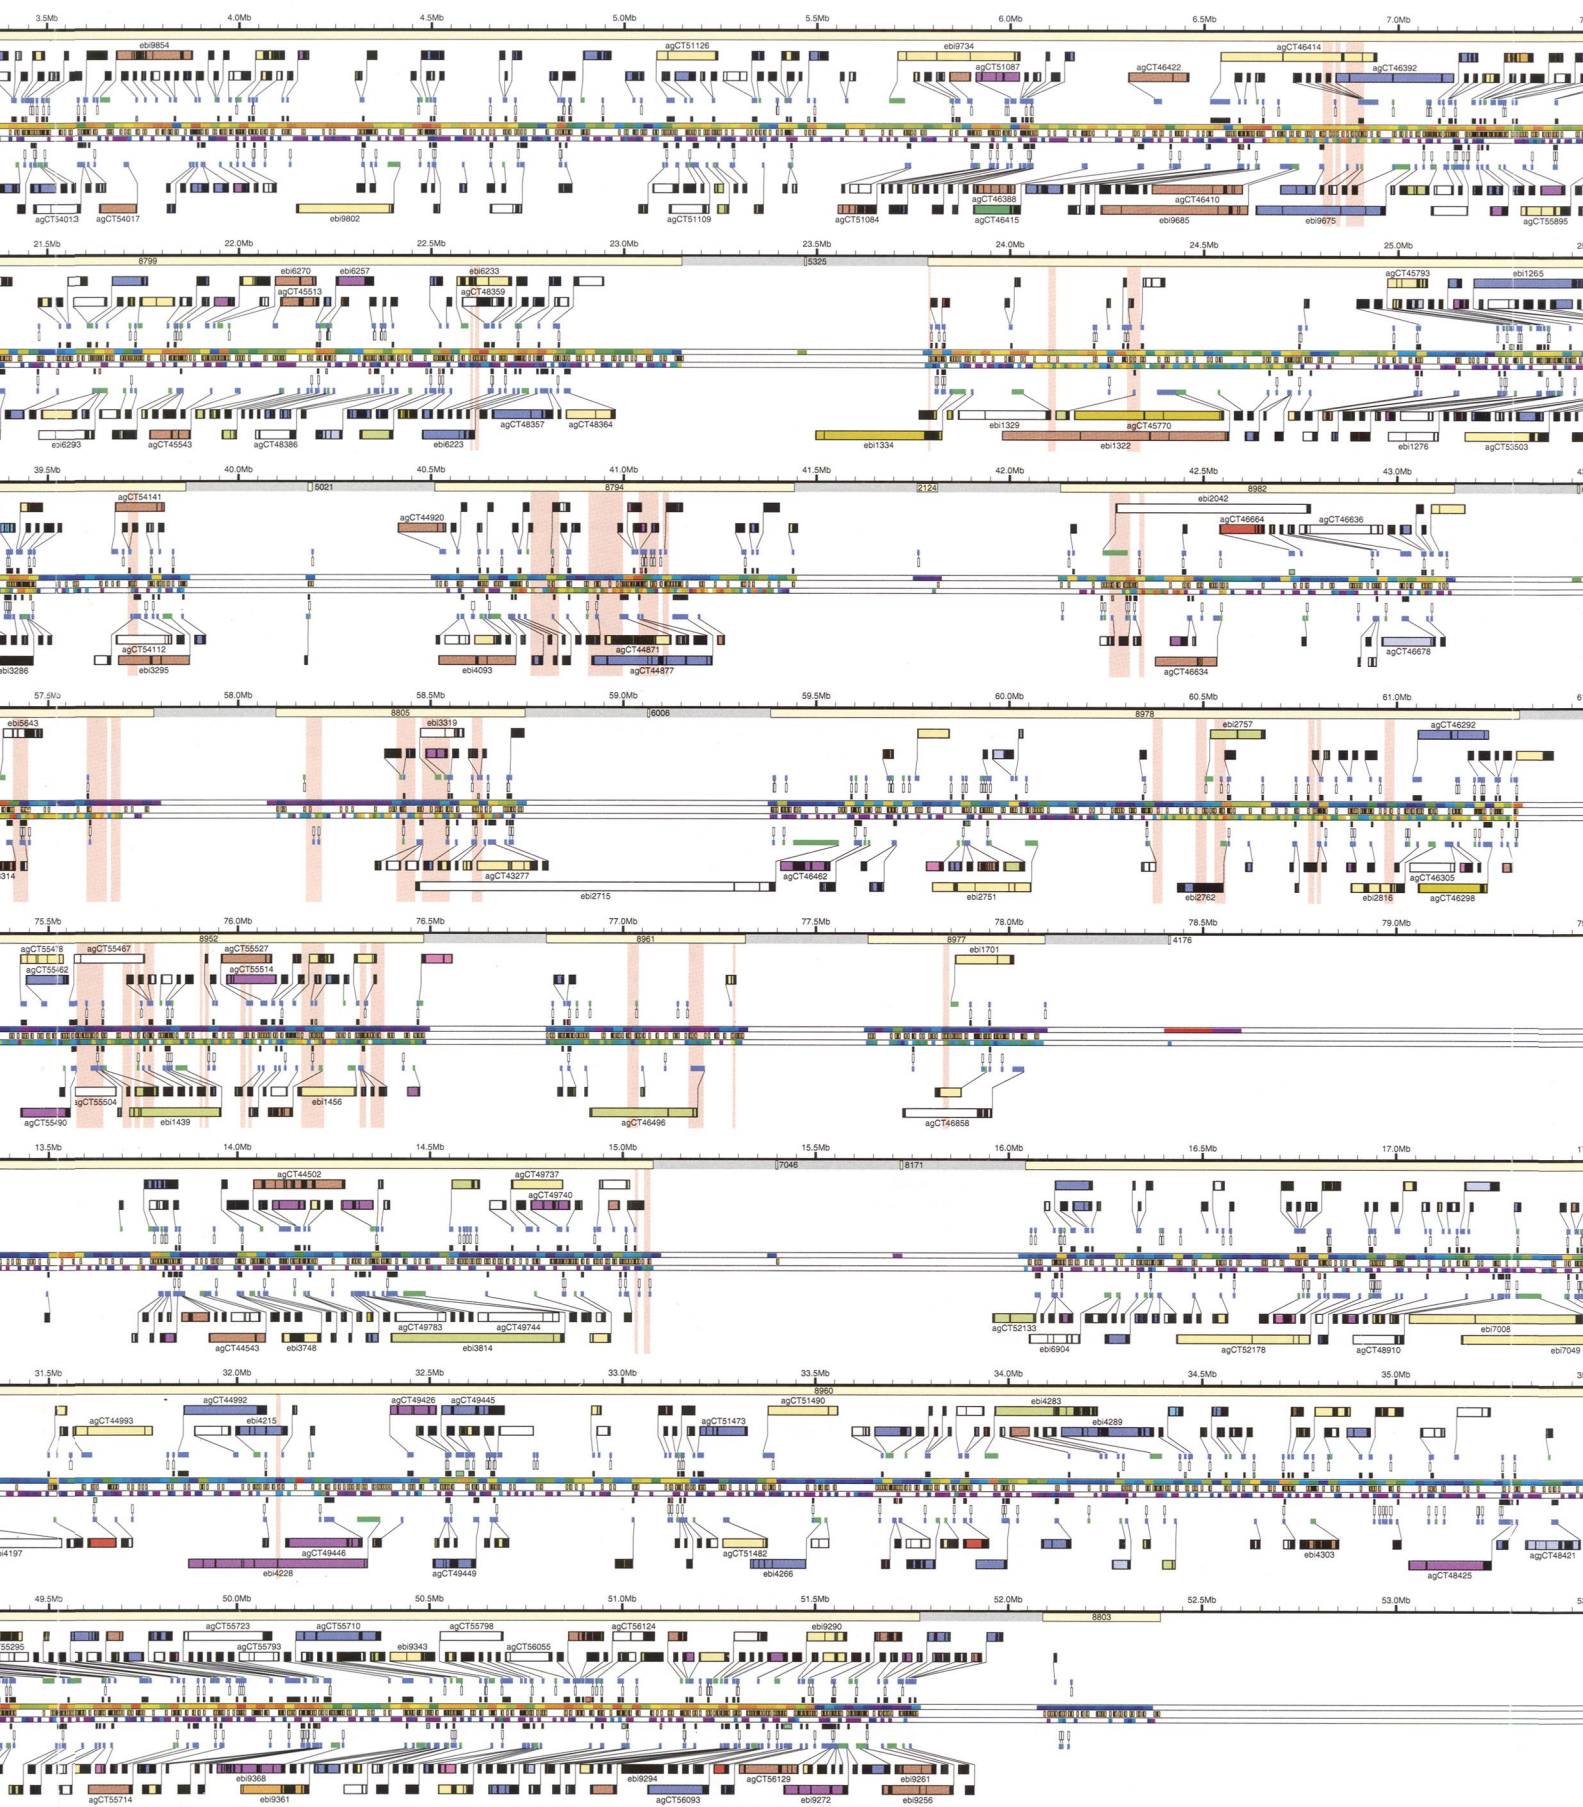 3.5Mb 4.0Mb 4.5Mb 5.0Mb 5.5Mb 6.0Mb 6.5Mb 7.0Mb
ebi9854 agCT51126 ebi9734 agCT46414
agCT51087 agCT46422 agCT46392
agCT46388 agCT46410
agCT54013 agCT54017 ebi9802 agCT51109 agCT51084 agCT46415 ebi9685 ebi9675 agCT55895
21.5Mb 22.0Mb 22.5Mb 23.0Mb 23.5Mb 24.0Mb 24.5Mb 25.0Mb
8799 5325
ebi6270 ebi6257 ebi6233 agCT45793 ebi1265
agCT45513 agCT48359
agCT48357 agCT48364 ebi1329 agCT45770
ebi6293 agCT45543 agCT48386 ebi6223 ebi1334 ebi1322 ebi1276 agCT53503
39.5Mb 40.0Mb 40.5Mb 41.0Mb 41.5Mb 42.0Mb 42.5Mb 43.0Mb
5021 8794 2124 8982
agCT54141 ebi2042
agCT44920 agCT46664 agCT46636
agCT54112 agCT44871 agCT46678
ebi3286 ebi3295 ebi4093 agCT44877 agCT46634
57.5Mb 58.0Mb 58.5Mb 59.0Mb 59.5Mb 60.0Mb 60.5Mb 61.0Mb
8805 6006 8978
ebi5643 ebi3319 ebi2757 agCT46292
3314 agCT43277 agCT46462 agCT46305
ebi2715 ebi2751 ebi2762 ebi2816 agCT46298
75.5Mb 76.0Mb 76.5Mb 77.0Mb 77.5Mb 78.0Mb 78.5Mb 79.0Mb
8952 8961 8977 4176
agCT55478 agCT55467 agCT55527 ebi1701
agCT55462 agCT55514
agCT55504 ebi1456
agCT55490 ebi1439 agCT46496 agCT46858
13.5Mb 14.0Mb 14.5Mb 15.0Mb 15.5Mb 16.0Mb 16.5Mb 17.0Mb
7046 8171
agCT44502 agCT49737
agCT49740
agCT49783 agCT49744 agCT52133 ebi7008
agCT44543 ebi3748 ebi3814 ebi6904 agCT52178 agCT48910 ebi7049
31.5Mb 32.0Mb 32.5Mb 33.0Mb 33.5Mb 34.0Mb 34.5Mb 35.0Mb
8960
agCT44992 agCT49426 agCT49445 agCT51490 ebi4283
agCT44993 ebi4215 agCT51473 ebi4289
ebi4197 agCT49446 agCT51482 ebi4303 agCT48421
ebi4228 agCT49449 ebi4266 agCT48425
49.5Mb 50.0Mb 50.5Mb 51.0Mb 51.5Mb 52.0Mb 52.5Mb 53.0Mb
8803
agCT55723 agCT55710 agCT55798 agCT56124 ebi9290
55295 agCT55793 ebi9343 agCT56055
ebi9368 ebi9294 agCT56129 ebi9261
agCT55714 ebi9361 agCT56093 ebi9272 ebi9256